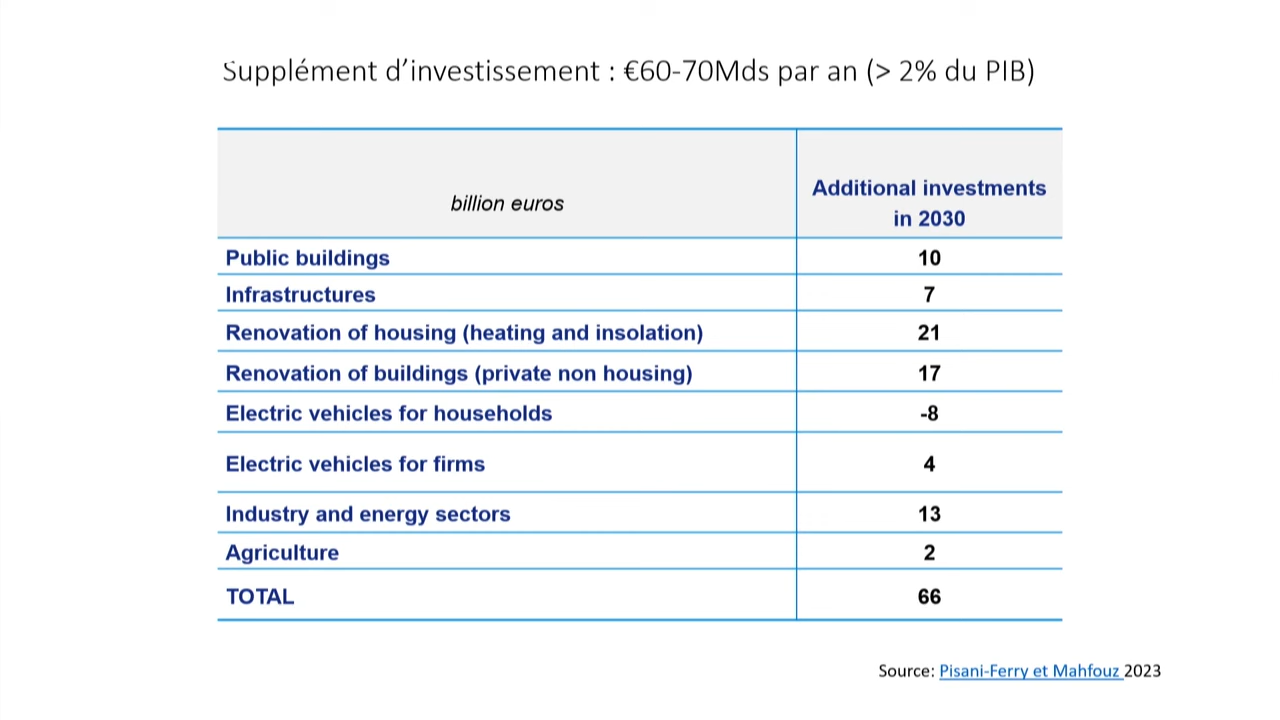 Supplément d’investissement : €60-70Mds par an (> 2% du PIB)
billion euros
Additional investments
in 2030
Public buildings 10
Infrastructures 7
Renovation of housing (heating and insolation) 21
Renovation of buildings (private non housing) 17
Electric vehicles for households -8
Electric vehicles for firms 4
Industry and energy sectors 13
Agriculture 2
TOTAL 66
Source: Pisani-Ferry et Mahfouz 2023